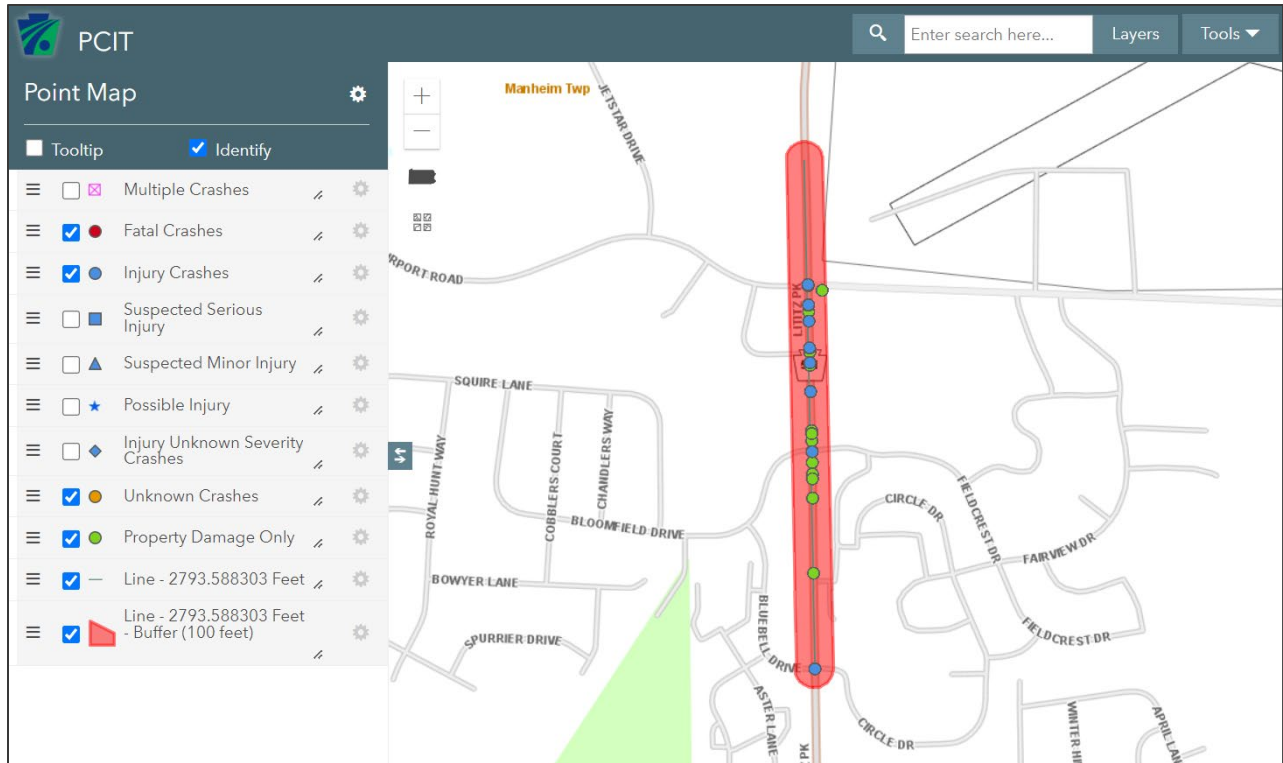 PCIT
Enter search here...
Layers
Tools
Point Map
Tooltip
Identify
Multiple Crashes
Fatal Crashes
Injury Crashes
Suspected Serious
Injury
Suspected Minor Injury
Possible Injury
Injury Unknown Severity
Crashes
Unknown Crashes
Property Damage Only
Line - 2793.588303 Feet
Line - 2793.588303 Feet
- Buffer (100 feet)
Manheim Twp
JETSTAR DRIVE
RPORT ROAD
LITITZ PK
SQUIRE LANE
ROYAL HUNT WAY
COBBLERS COURT
CHANDLERS WAY
BLOOMFIELD DRIVE
CIRCLE DR
FIELDCREST DR
FAIRVIEW DR
BOWYER LANE
SPURRIER DRIVE
BLUEBELL DRIVE
FIELDCREST DR
ASTER LANE
CIRCLE DR
PK
WINTER H
APRIL LAN